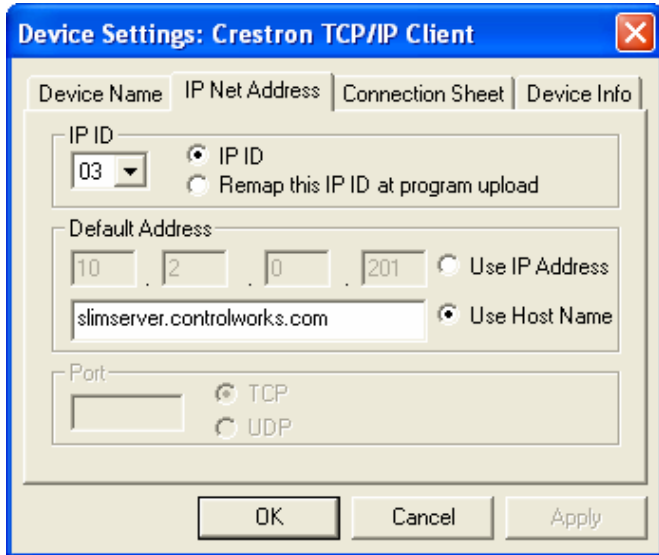 Device Settings: Crestron TCP/IP Client
Device Name IP Net Address Connection Sheet Device Info
IP ID
03 IP ID
Remap this IP ID at program upload
Default Address
10 . 2 . 0 . 201 Use IP Address
slimserver.controlworks.com Use Host Name
Port
TCP
UDP
OK Cancel Apply